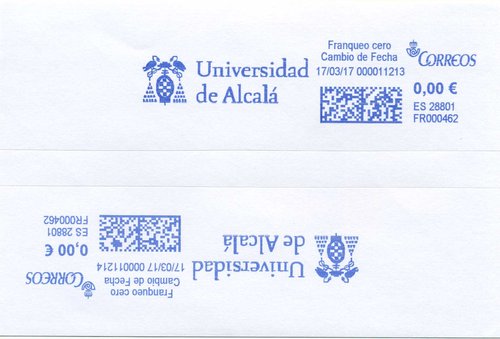 Universidad
de Alcalá
Franqueo cero
Cambio de Fecha
17/03/17 000011213
CORREOS
0,00 €
ES 28801
FR000462
Universidad
de Alcalá
Franqueo cero
Cambio de Fecha
17/03/17 000011214
CORREOS
0,00 €
ES 28801
FR000462